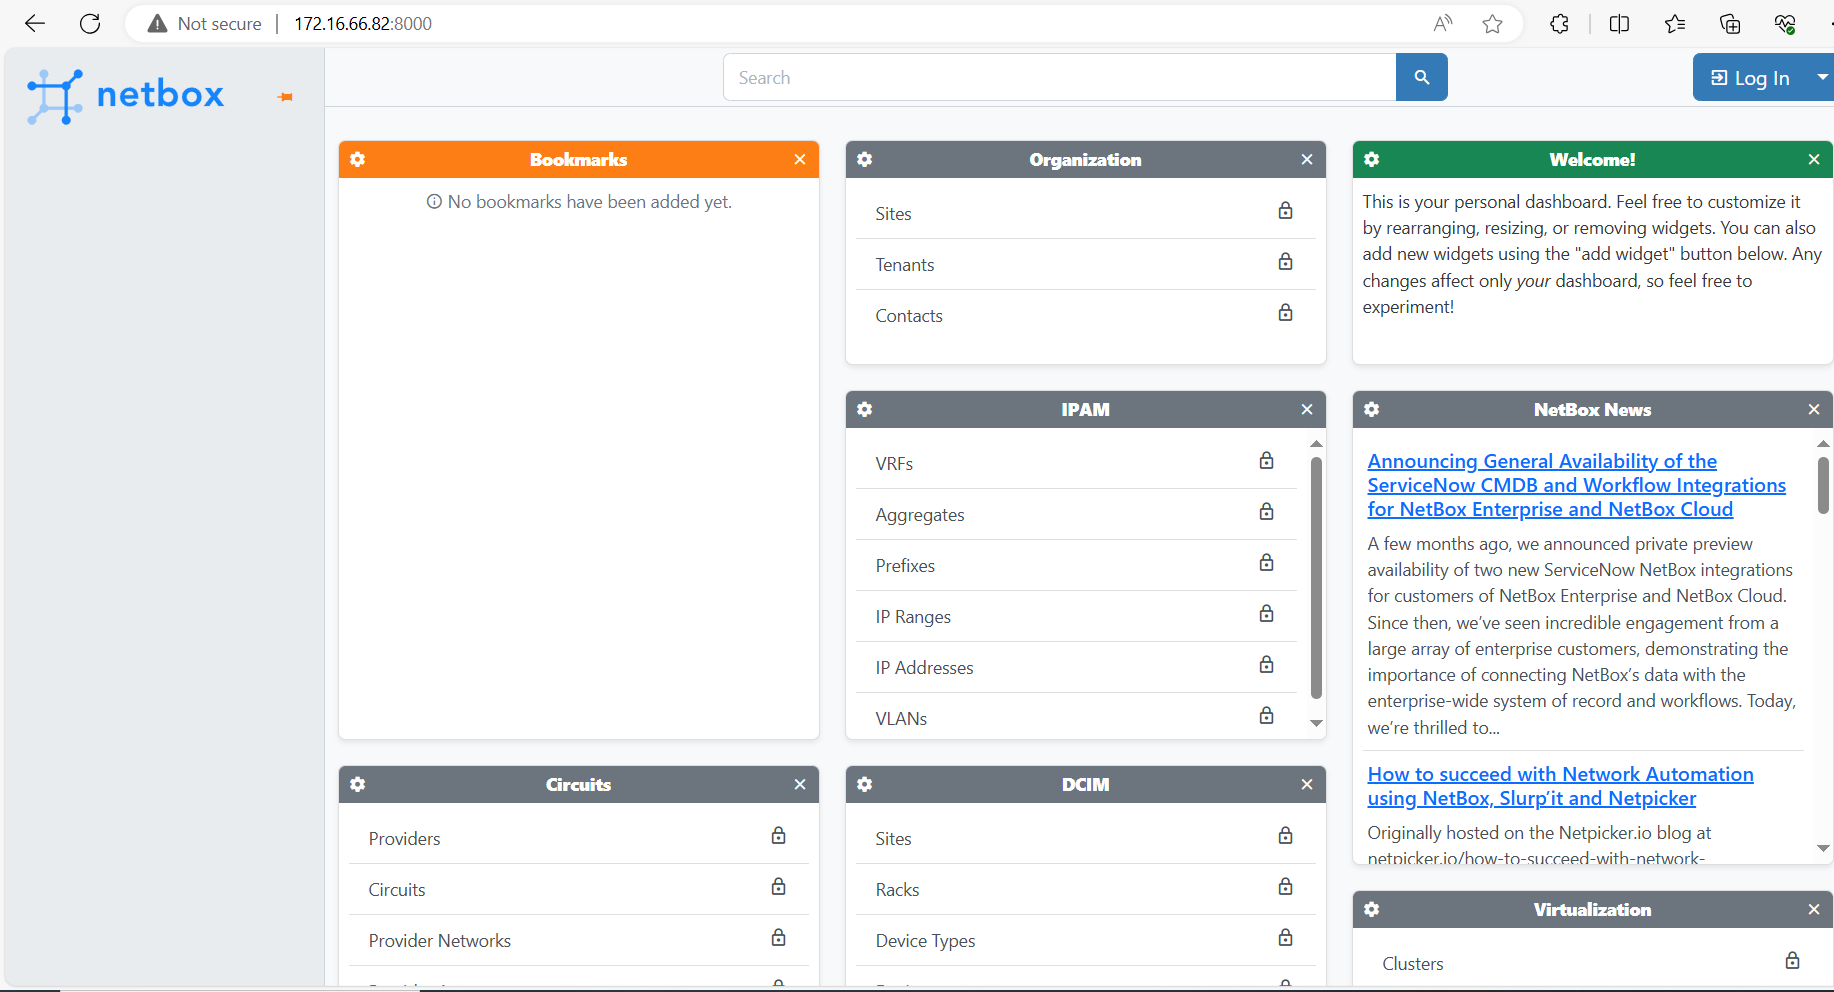 Not secure | 172.16.66.82:8000
netbox
Search
Log In
Bookmarks
No bookmarks have been added yet.
Organization
Sites
Tenants
Contacts
Welcome!
This is your personal dashboard. Feel free to customize it
by rearranging, resizing, or removing widgets. You can also
add new widgets using the "add widget" button below. Any
changes affect only your dashboard, so feel free to
experiment!
IPAM
VRFs
Aggregates
Prefixes
IP Ranges
IP Addresses
VLANs
NetBox News
Announcing General Availability of the
ServiceNow CMDB and Workflow Integrations
for NetBox Enterprise and NetBox Cloud
A few months ago, we announced private preview
availability of two new ServiceNow NetBox integrations
for customers of NetBox Enterprise and NetBox Cloud.
Since then, we’ve seen incredible engagement from a
large array of enterprise customers, demonstrating the
importance of connecting NetBox’s data with the
enterprise-wide system of record and workflows. Today,
we’re thrilled to...
How to succeed with Network Automation
using NetBox, Slurp’it and Netpicker
Originally hosted on the Netpicker.io blog at
netpicker.io/how-to-succeed-with-network-
Circuits
Providers
Circuits
Provider Networks
DCIM
Sites
Racks
Device Types
Virtualization
Clusters